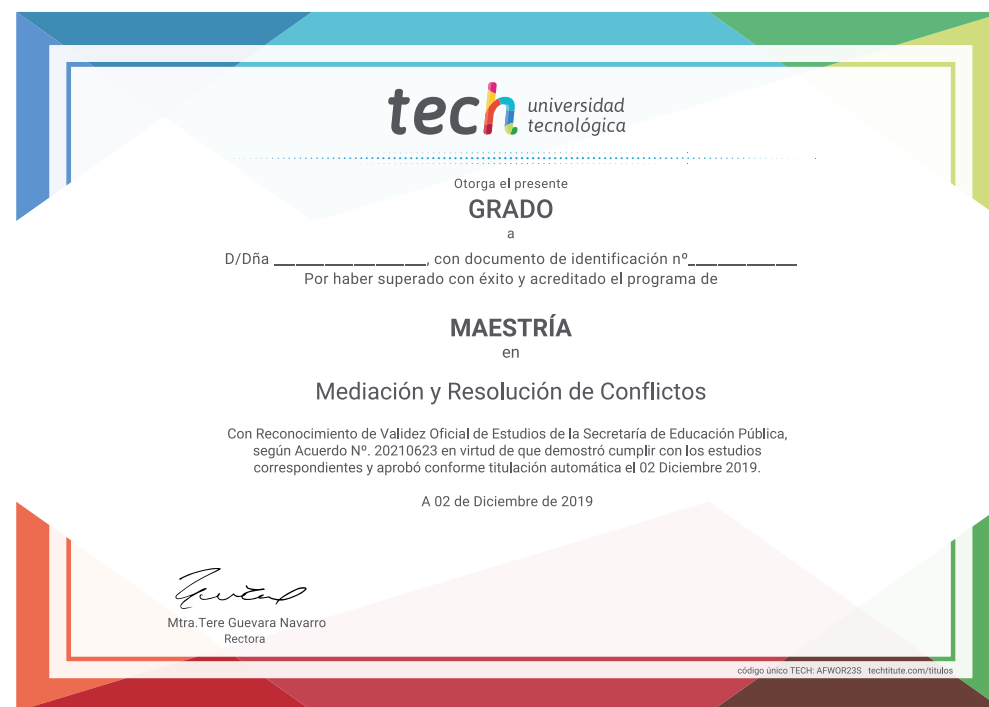 tech universidad
tecnológica
Otorga el presente
GRADO
a
D/Dña __________________, con documento de identificación nº_____________
Por haber superado con éxito y acreditado el programa de
MAESTRÍA
en
Mediación y Resolución de Conflictos
Con Reconocimiento de Validez Oficial de Estudios de la Secretaría de Educación Pública,
según Acuerdo Nº. 20210623 en virtud de que demostró cumplir con los estudios
correspondientes y aprobó conforme titulación automática el 02 Diciembre 2019.
A 02 de Diciembre de 2019
Mtra.Tere Guevara Navarro
Rectora
código único TECH: AFWOR23S techtitute.com/titulos